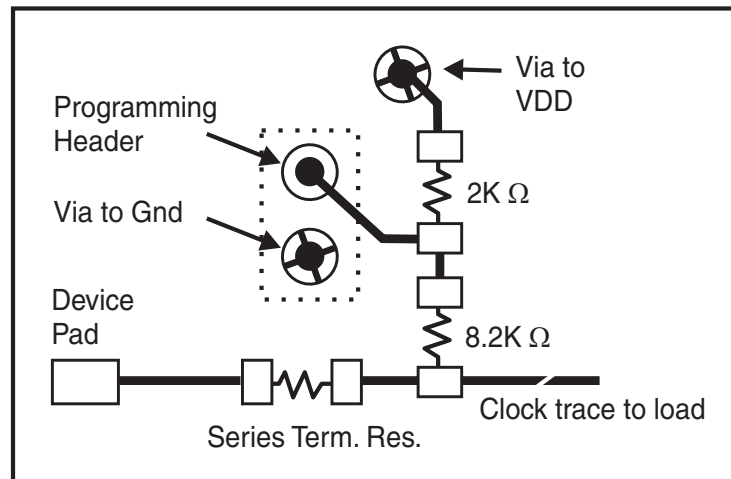 Via to
VDD
Programming
Header
2K Ω
Via to Gnd
Device
Pad
8.2K Ω
Clock trace to load
Series Term. Res.